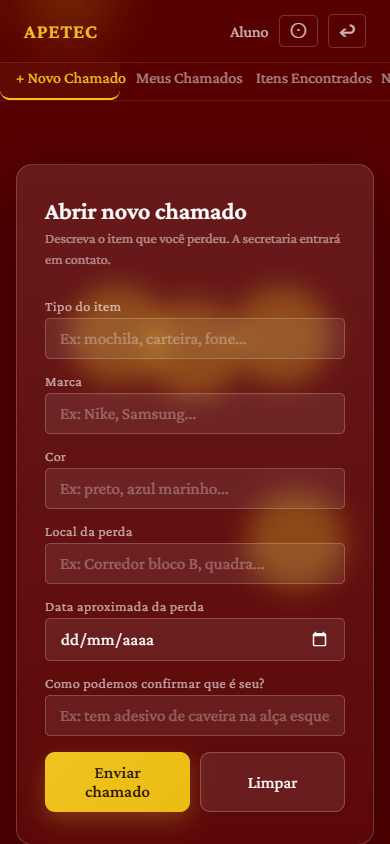 APETEC Aluno
+ Novo Chamado Meus Chamados Itens Encontrados N
Abrir novo chamado
Descreva o item que você perdeu. A secretaria entrará
em contato.
Tipo do item
Ex: mochila, carteira, fone...
Marca
Ex: Nike, Samsung...
Cor
Ex: preto, azul marinho...
Local da perda
Ex: Corredor bloco B, quadra...
Data aproximada da perda
dd/mm/aaaa
Como podemos confirmar que é seu?
Ex: tem adesivo de caveira na alça esque
Enviar
chamado
Limpar